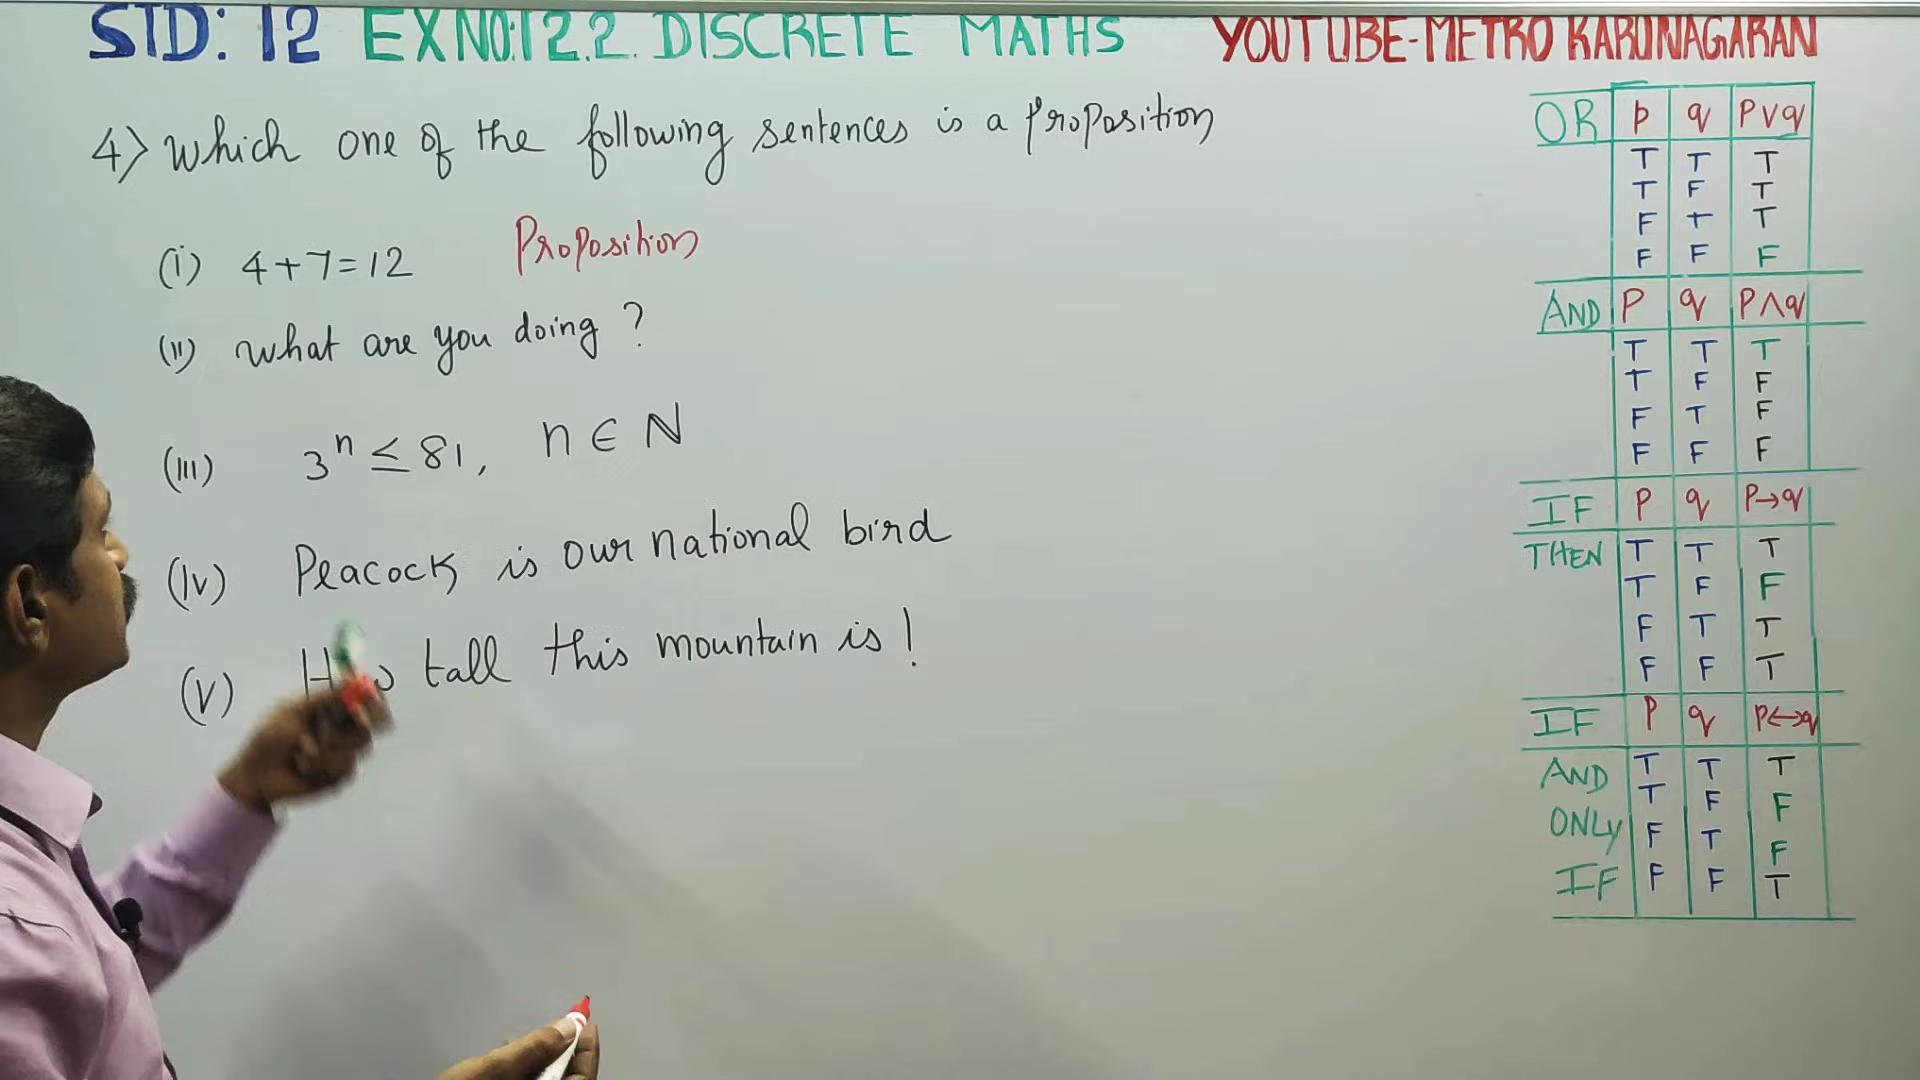 STD: 12 EX NO:12.2. DISCRETE MATHS YOUTUBE-METRO KARUNAGARAN
4) Which one of the following sentences is a Proposition
(i) 4+7=12 Proposition
(ii) What are you doing ?
(iii) 3ⁿ ≤ 81, n ∈ ℕ
(iv) Peacock is our national bird
(v) tall this mountain is !
OR p q p∨q
T T T
T F T
F T T
F F F
AND p q p∧q
T T T
T F F
F T F
F F F
IF p q p→q
THEN T T T
T F F
F T T
F F T
IF p q p↔q
AND T T T
T F F
ONLY F T F
IF F F T